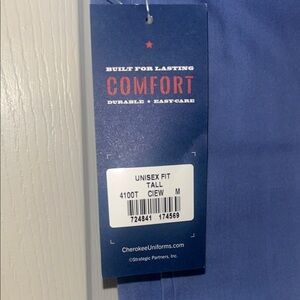 BUILT FOR LASTING
COMFORT
DURABLE ★ EASY-CARE
UNISEX FIT
TALL
4100T CIEW M
724841 174569
CherokeeUniforms.com
©Strategic Partners, Inc.